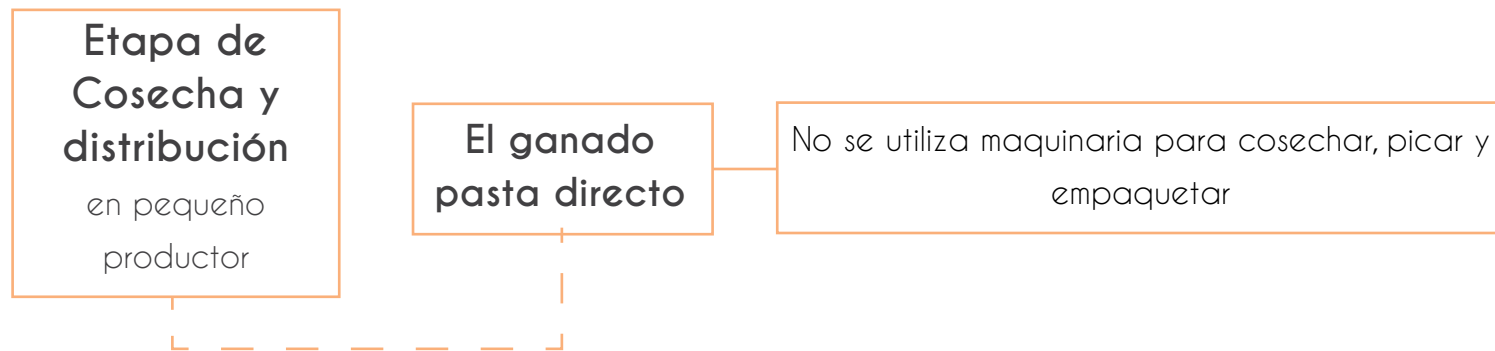 Etapa de
Cosecha y
distribución
en pequeño
productor
El ganado
pasta directo
No se utiliza maquinaria para cosechar, picar y
empaquetar